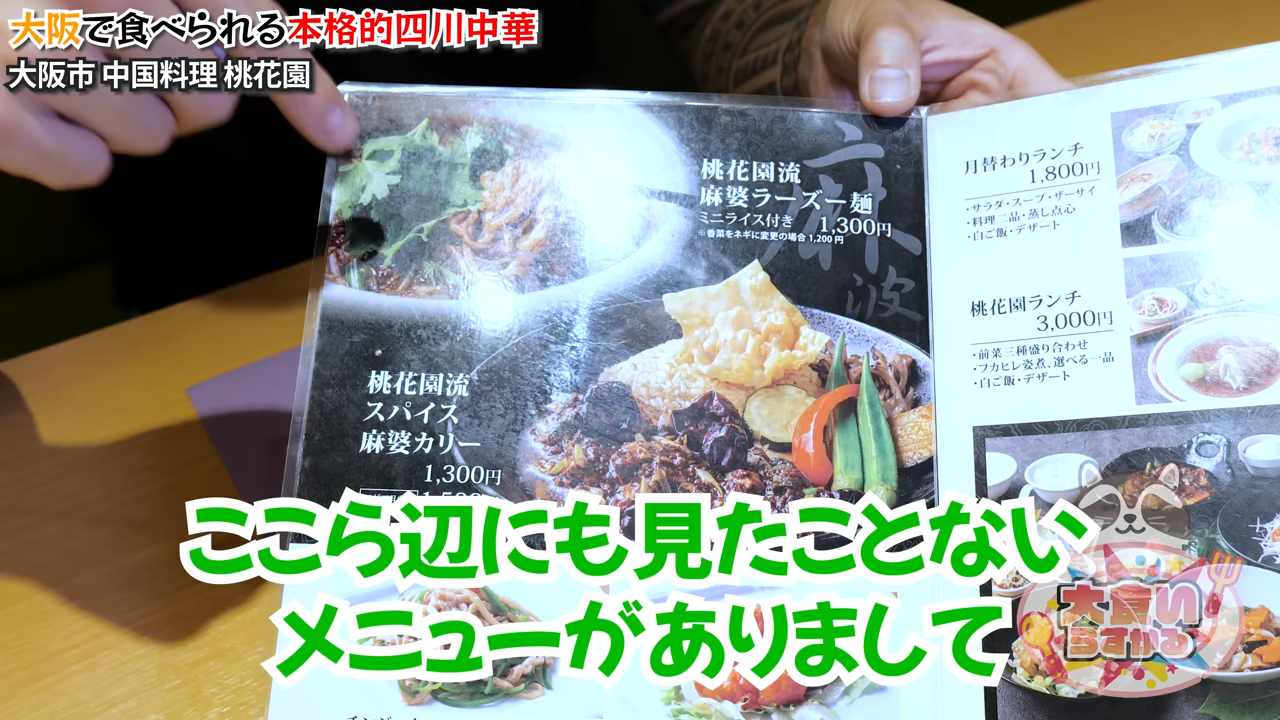 大阪で食べられる本格的四川中華
大阪市 中国料理 桃花園
桃花園流
麻婆ラーズー麺
ミニライス付き 1,300円
※香菜をネギに変更の場合 1,200円
麻
波
桃花園流
スパイス
麻婆カリー
1,300円
月替わりランチ
1,800円
・サラダ・スープ・ザーサイ
・料理二品・蒸し点心
・白ご飯・デザート
桃花園ランチ
3,000円
・前菜三種盛り合わせ
・フカヒレ姿煮、選べる一品
・白ご飯・デザート
ここら辺にも見たことない
メニューがありまして
大食い
らすかる